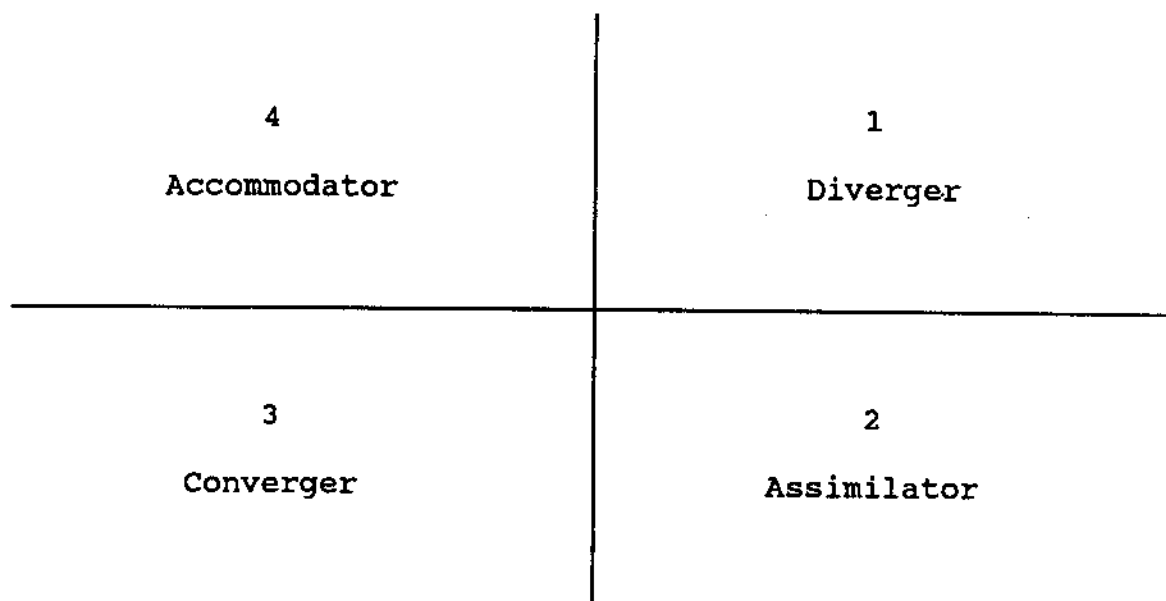 4
Accommodator
1
Diverger
3
Converger
2
Assimilator